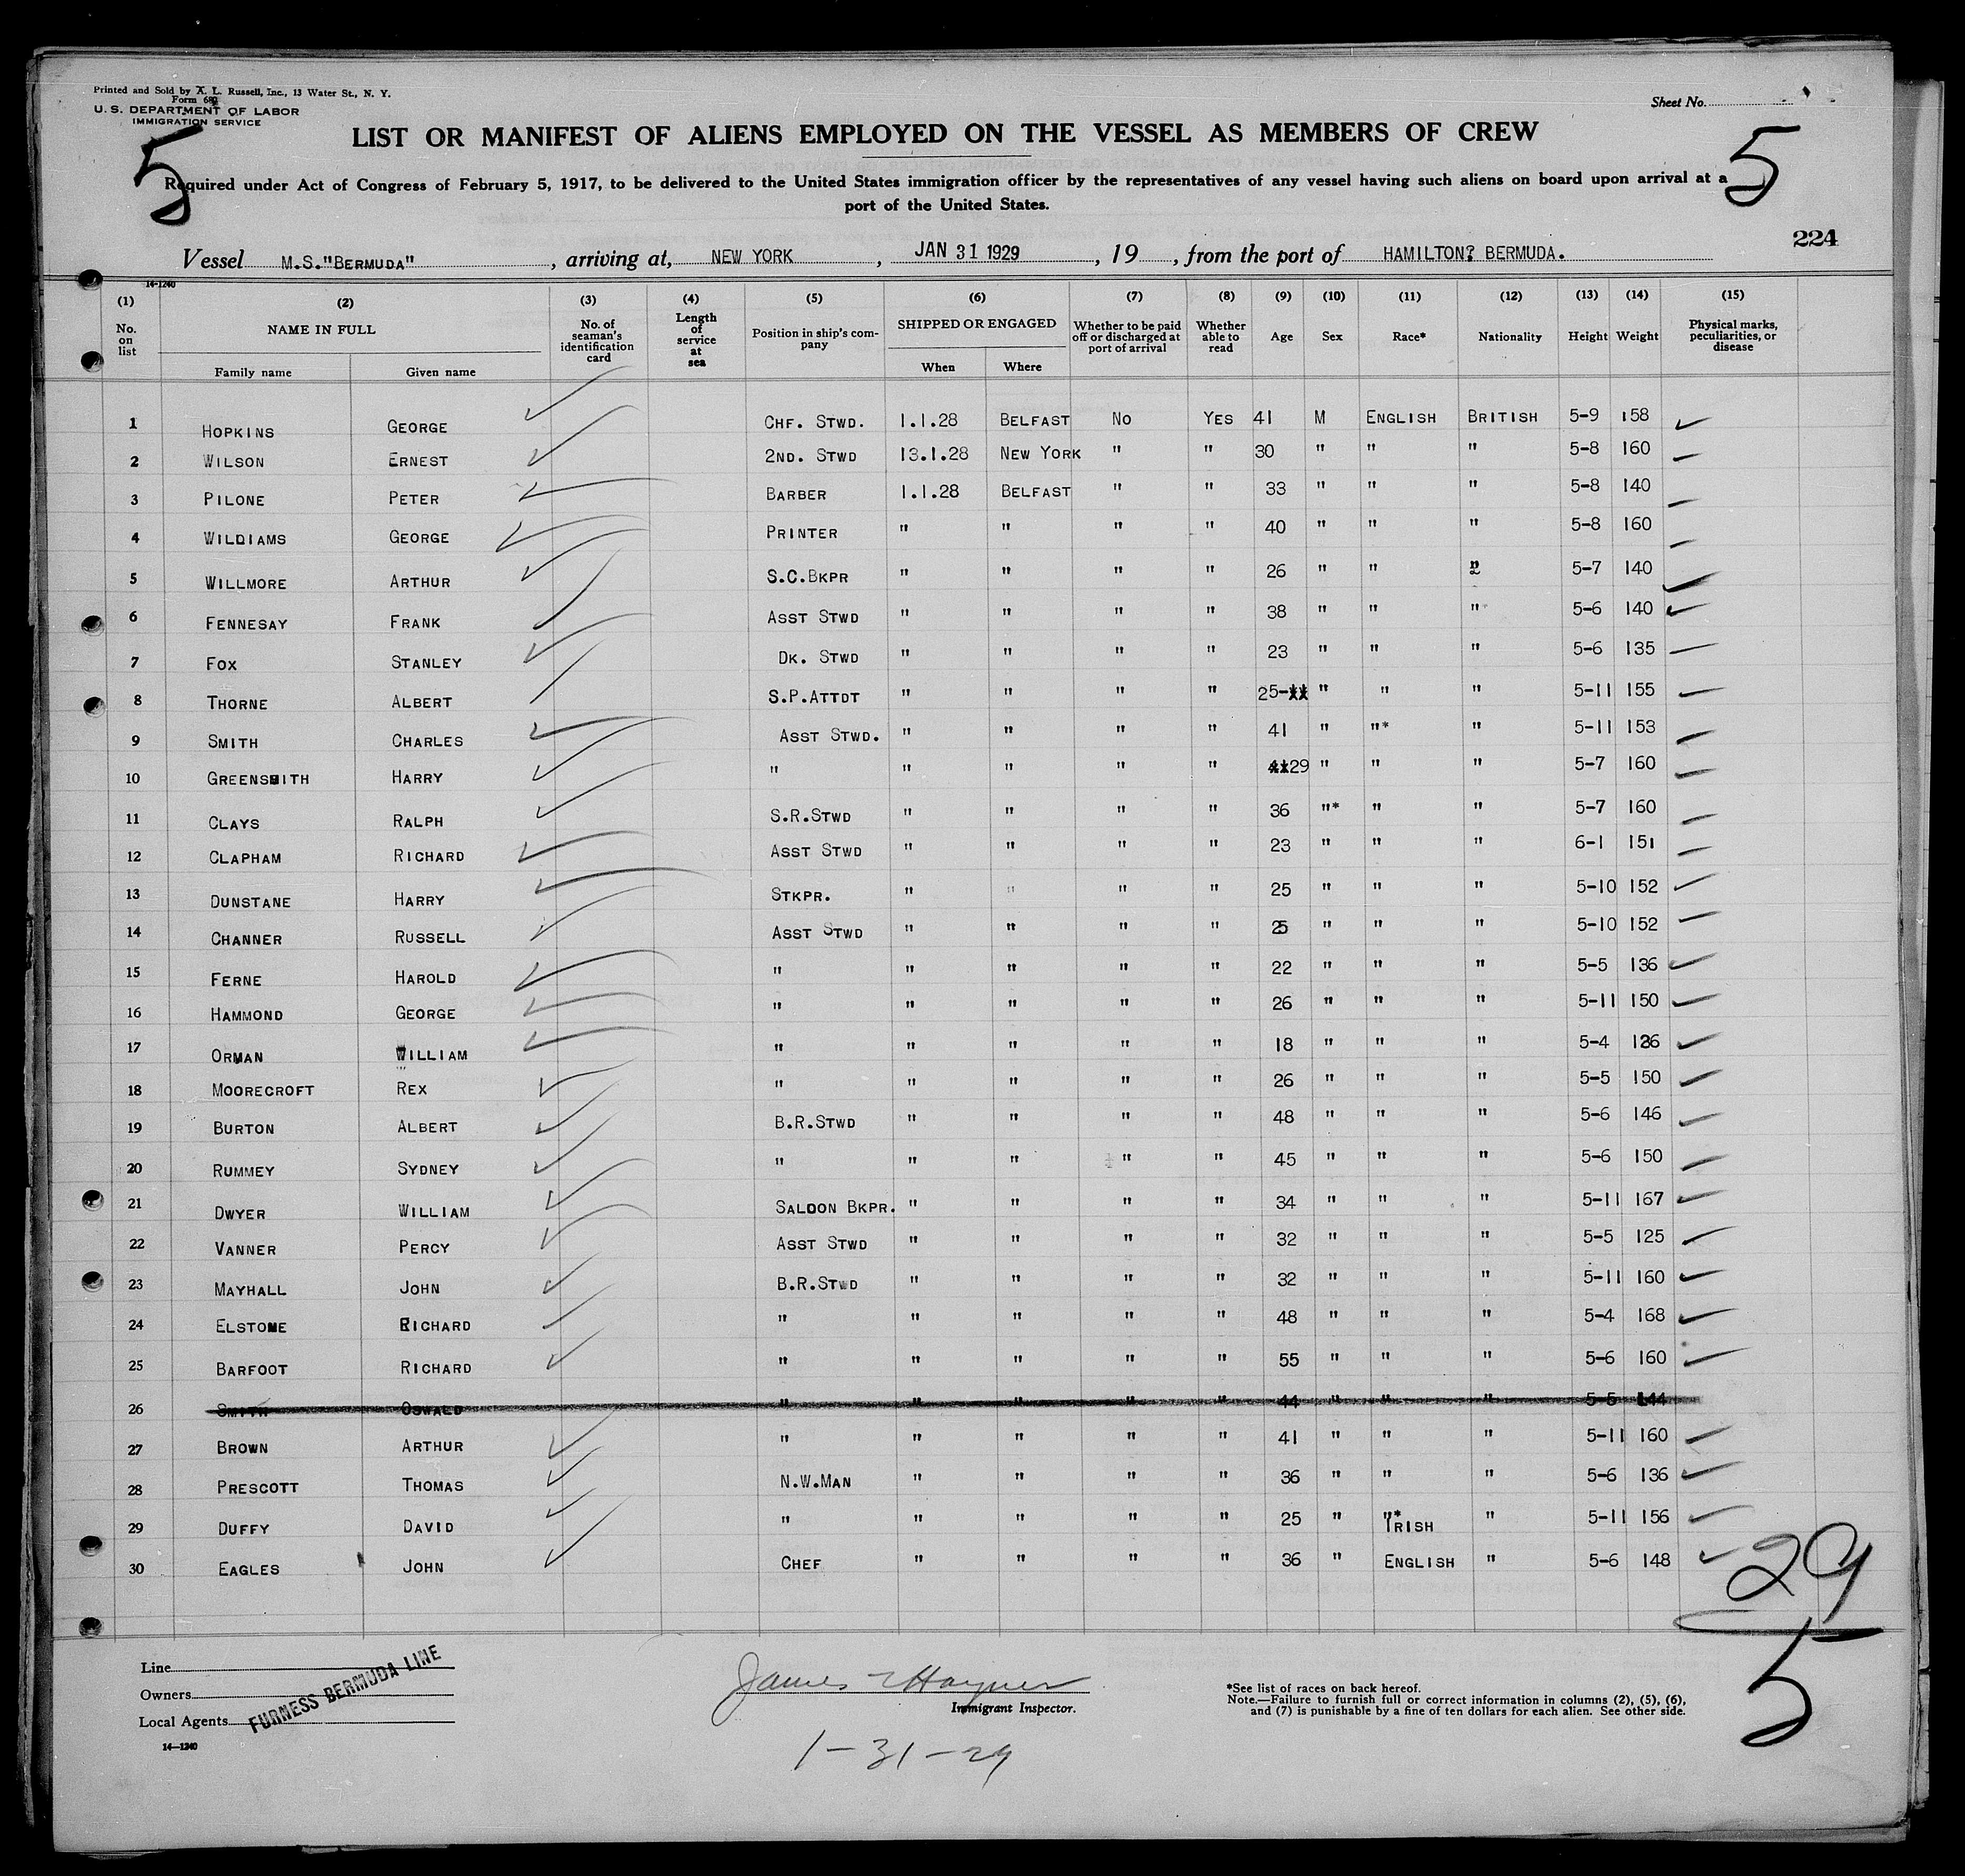 Printed and Sold by A. L. Russell, Inc., 13 Water St., N. Y.
Form 689
U. S. DEPARTMENT OF LABOR
IMMIGRATION SERVICE
Sheet No.
5 5
LIST OR MANIFEST OF ALIENS EMPLOYED ON THE VESSEL AS MEMBERS OF CREW
Required under Act of Congress of February 5, 1917, to be delivered to the United States immigration officer by the representatives of any vessel having such aliens on board upon arrival at a
port of the United States.
224
Vessel M.S."BERMUDA", arriving at, NEW YORK, JAN 31 1929, 19, from the port of HAMILTON? BERMUDA.
14-1240
(1) (2) (3) (4) (5) (6) (7) (8) (9) (10) (11) (12) (13) (14) (15)
No. on list NAME IN FULL No. of seaman's identification card Length of service at sea Position in ship's company SHIPPED OR ENGAGED Whether to be paid off or discharged at port of arrival Whether able to read Age Sex Race* Nationality Height Weight Physical marks, peculiarities, or disease
Family name Given name When Where
1 HOPKINS GEORGE CHF. STWD. 1.1.28 BELFAST NO YES 41 M ENGLISH BRITISH 5-9 158
2 WILSON ERNEST 2ND. STWD 13.1.28 NEW YORK " " 30 " " " 5-8 160
3 PILONE PETER BARBER 1.1.28 BELFAST " " 33 " " " 5-8 140
4 WILDIAMS GEORGE PRINTER " " " " 40 " " " 5-8 160
5 WILLMORE ARTHUR S.C.BKPR " " " " 26 " " " 5-7 140
6 FENNESAY FRANK ASST STWD " " " " 38 " " " 5-6 140
7 FOX STANLEY DK. STWD " " " " 23 " " " 5-6 135
8 THORNE ALBERT S.P.ATTDT " " " " 25-xx " " " 5-11 155
9 SMITH CHARLES ASST STWD. " " " " 41 " "* " 5-11 153
10 GREENSMITH HARRY " " " " " 29 " " " 5-7 160
11 CLAYS RALPH S.R.STWD " " " " 36 "* " " 5-7 160
12 CLAPHAM RICHARD ASST STWD " " " " 23 " " " 6-1 151
13 DUNSTANE HARRY STKPR. " " " " 25 " " " 5-10 152
14 CHANNER RUSSELL ASST STWD " " " " 25 " " " 5-10 152
15 FERNE HAROLD " " " " " 22 " " " 5-5 136
16 HAMMOND GEORGE " " " " " 26 " " " 5-11 150
17 ORMAN WILLIAM " " " " " 18 " " " 5-4 126
18 MOORECROFT REX " " " " " 26 " " " 5-5 150
19 BURTON ALBERT B.R.STWD " " " " 48 " " " 5-6 146
20 RUMMEY SYDNEY " " " " " 45 " " " 5-6 150
21 DWYER WILLIAM SALOON BKPR. " " " " 34 " " " 5-11 167
22 VANNER PERCY ASST STWD " " " " 32 " " " 5-5 125
23 MAYHALL JOHN B.R.STWD " " " " 32 " " " 5-11 160
24 ELSTOME RICHARD " " " " " 48 " " " 5-4 168
25 BARFOOT RICHARD " " " " " 55 " " " 5-6 160
26 SMITH OSWALD " " " " " 44 " " " 5-5 144
27 BROWN ARTHUR " " " " " 41 " " " 5-11 160
28 PRESCOTT THOMAS N.W.MAN " " " " 36 " " " 5-6 136
29 DUFFY DAVID " " " " " 25 " "* IRISH " 5-11 156
30 EAGLES JOHN CHEF " " " " 36 " ENGLISH " 5-6 148
29
5
Line
Owners
Local Agents
FURNESS BERMUDA LINE
14—1240
James Haynes
Immigrant Inspector.
1-31-29
*See list of races on back hereof.
Note.—Failure to furnish full or correct information in columns (2), (5), (6),
and (7) is punishable by a fine of ten dollars for each alien. See other side.